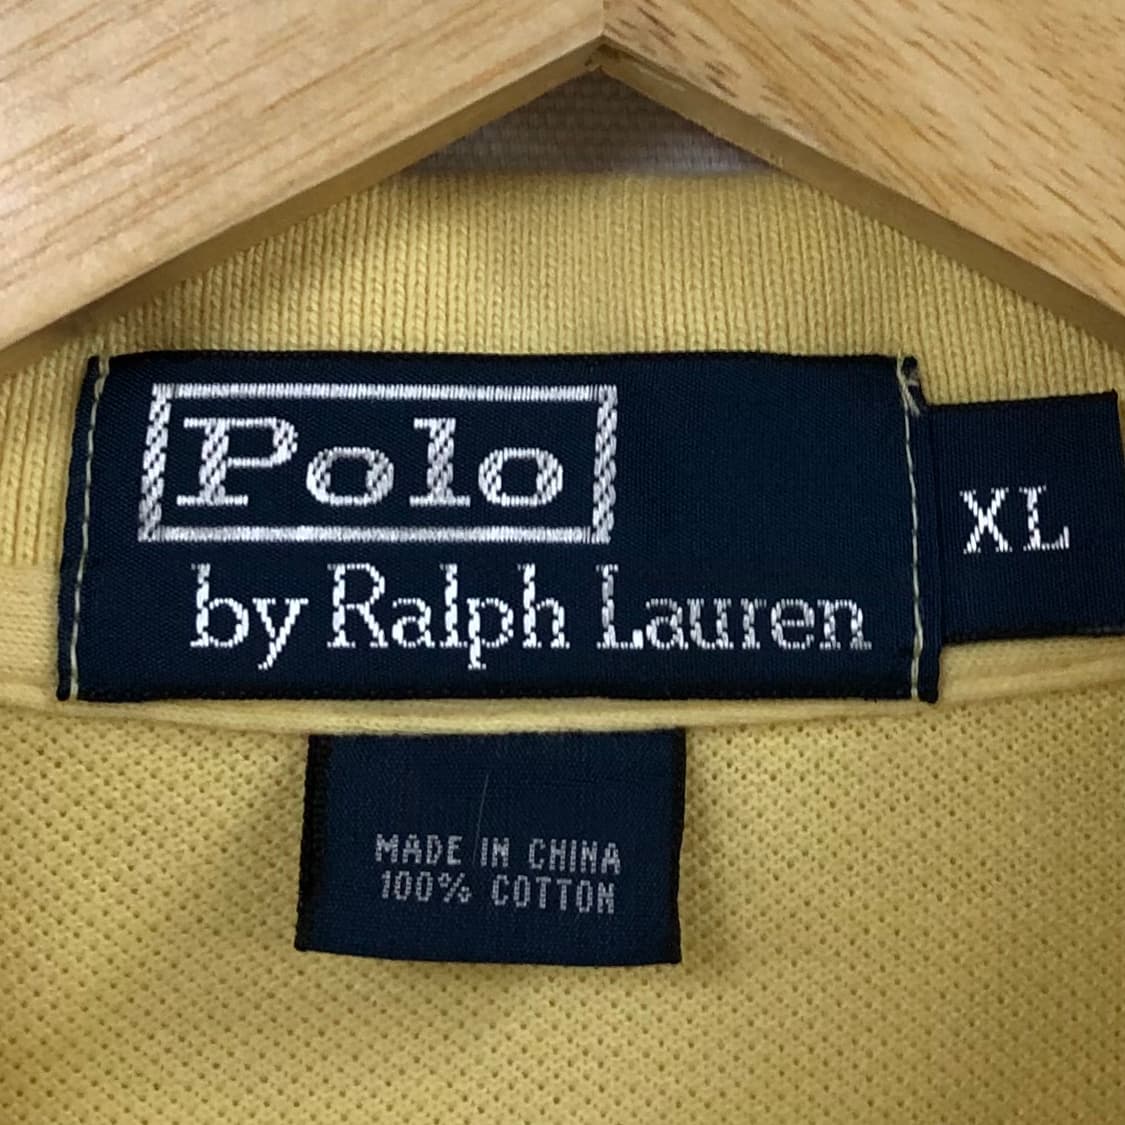 Polo
by Ralph Lauren
XL
MADE IN CHINA
100% COTTON